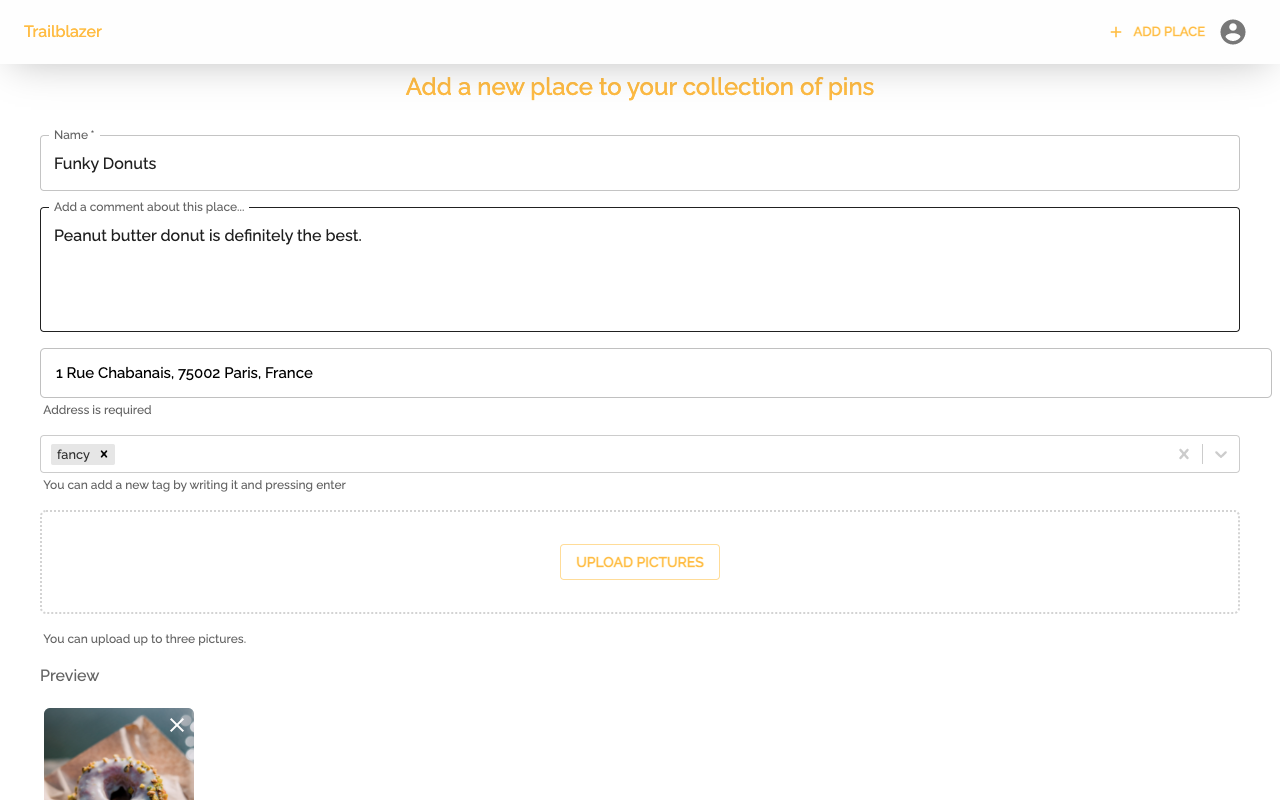 Trailblazer
+ ADD PLACE
Add a new place to your collection of pins
Name *
Funky Donuts
Add a comment about this place...
Peanut butter donut is definitely the best.
1 Rue Chabanais, 75002 Paris, France
Address is required
fancy
You can add a new tag by writing it and pressing enter
UPLOAD PICTURES
You can upload up to three pictures.
Preview